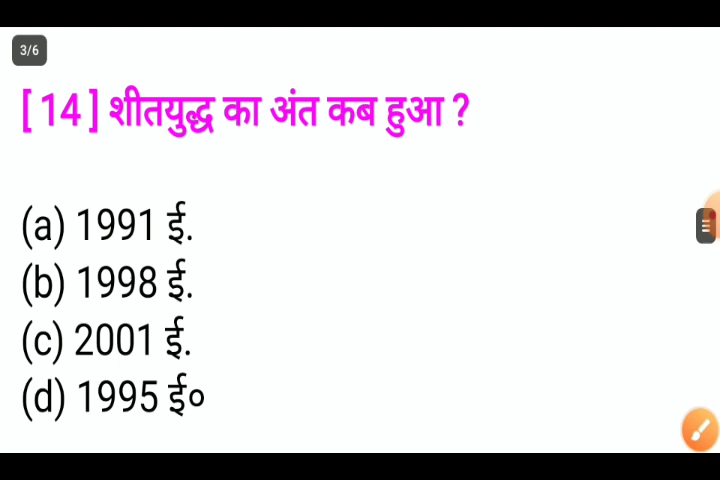 3/6
[ 14 ] शीतयुद्ध का अंत कब हुआ ?
(a) 1991 ई.
(b) 1998 ई.
(c) 2001 ई.
(d) 1995 ई०